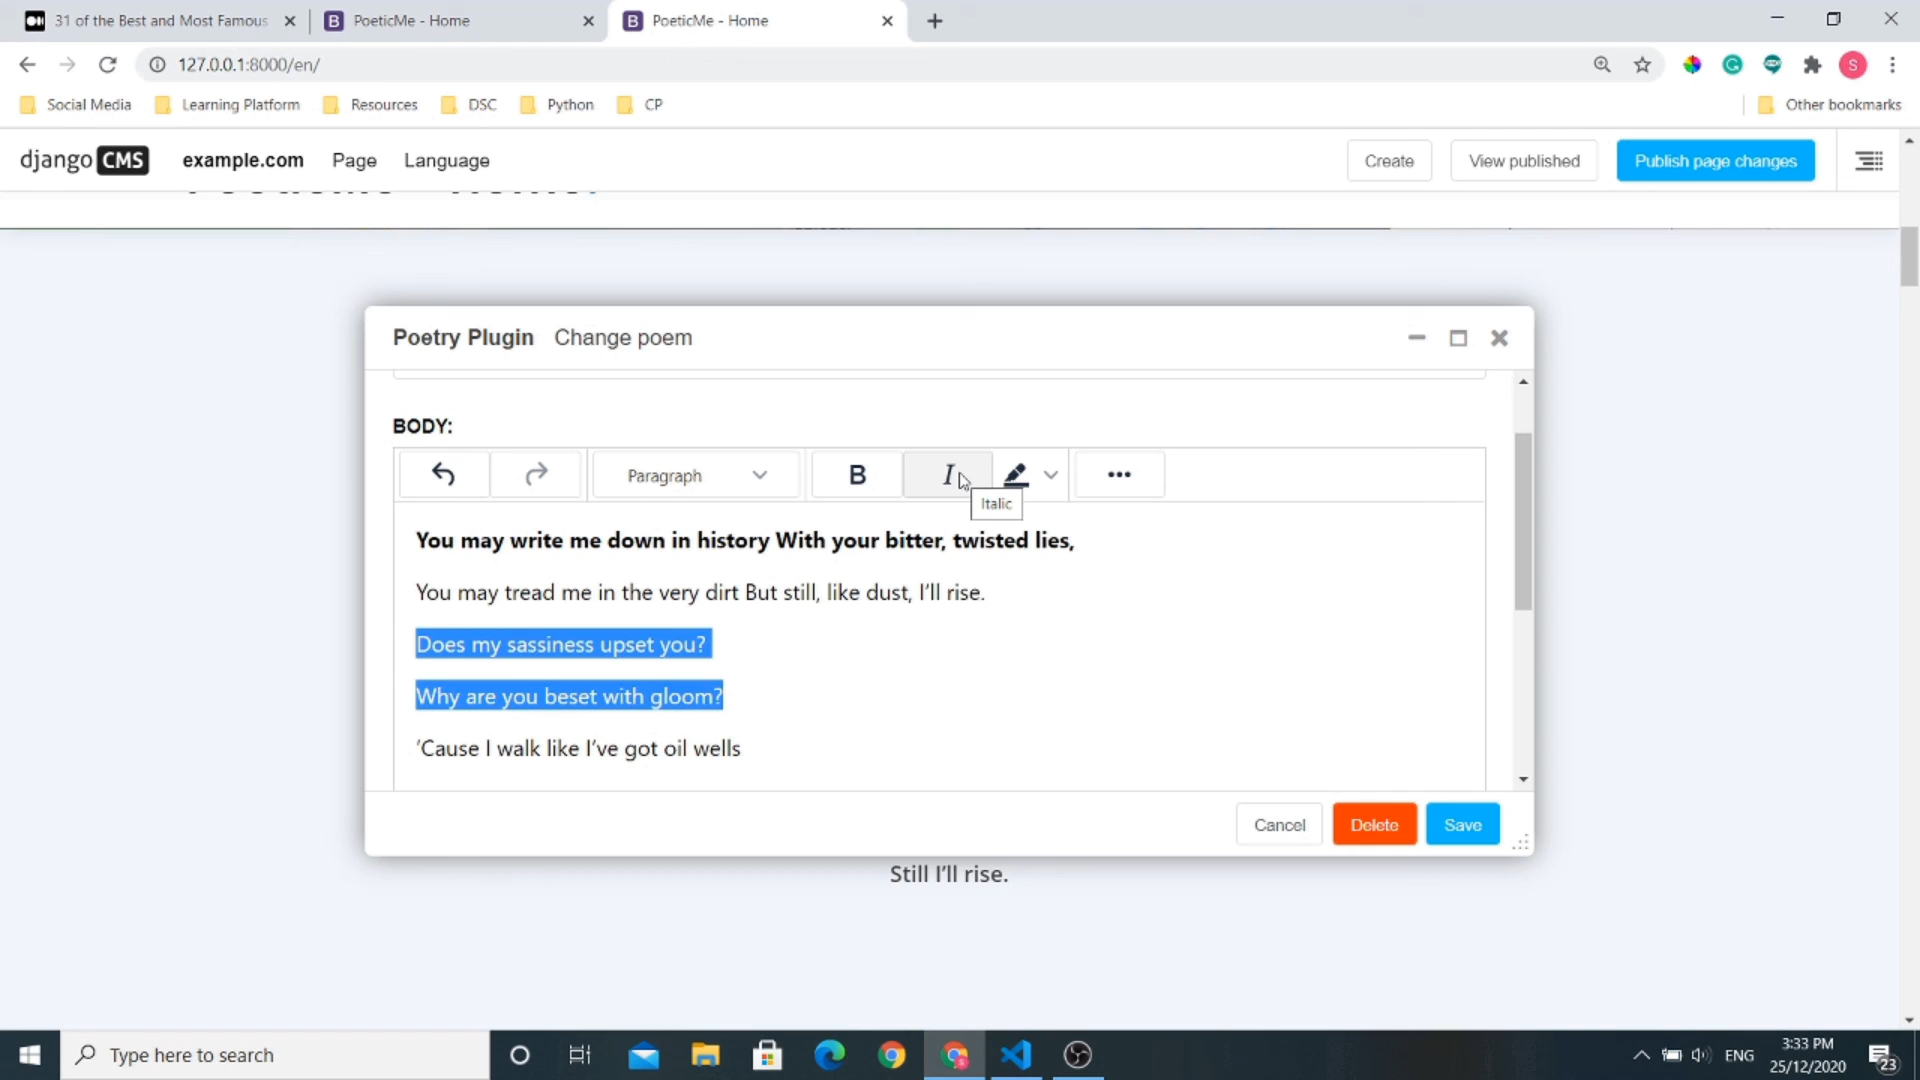 31 of the Best and Most Famous
PoeticMe - Home
PoeticMe - Home
127.0.0.1:8000/en/
S
Social Media
Learning Platform
Resources
DSC
Python
CP
Other bookmarks
django CMS
example.com
Page
Language
Create
View published
Publish page changes
Poetry Plugin Change poem
BODY:
Paragraph
B
I
Italic
You may write me down in history With your bitter, twisted lies,
You may tread me in the very dirt But still, like dust, I’ll rise.
Does my sassiness upset you?
Why are you beset with gloom?
’Cause I walk like I’ve got oil wells
Cancel
Delete
Save
Still I’ll rise.
Type here to search
ENG
3:33 PM
25/12/2020
23